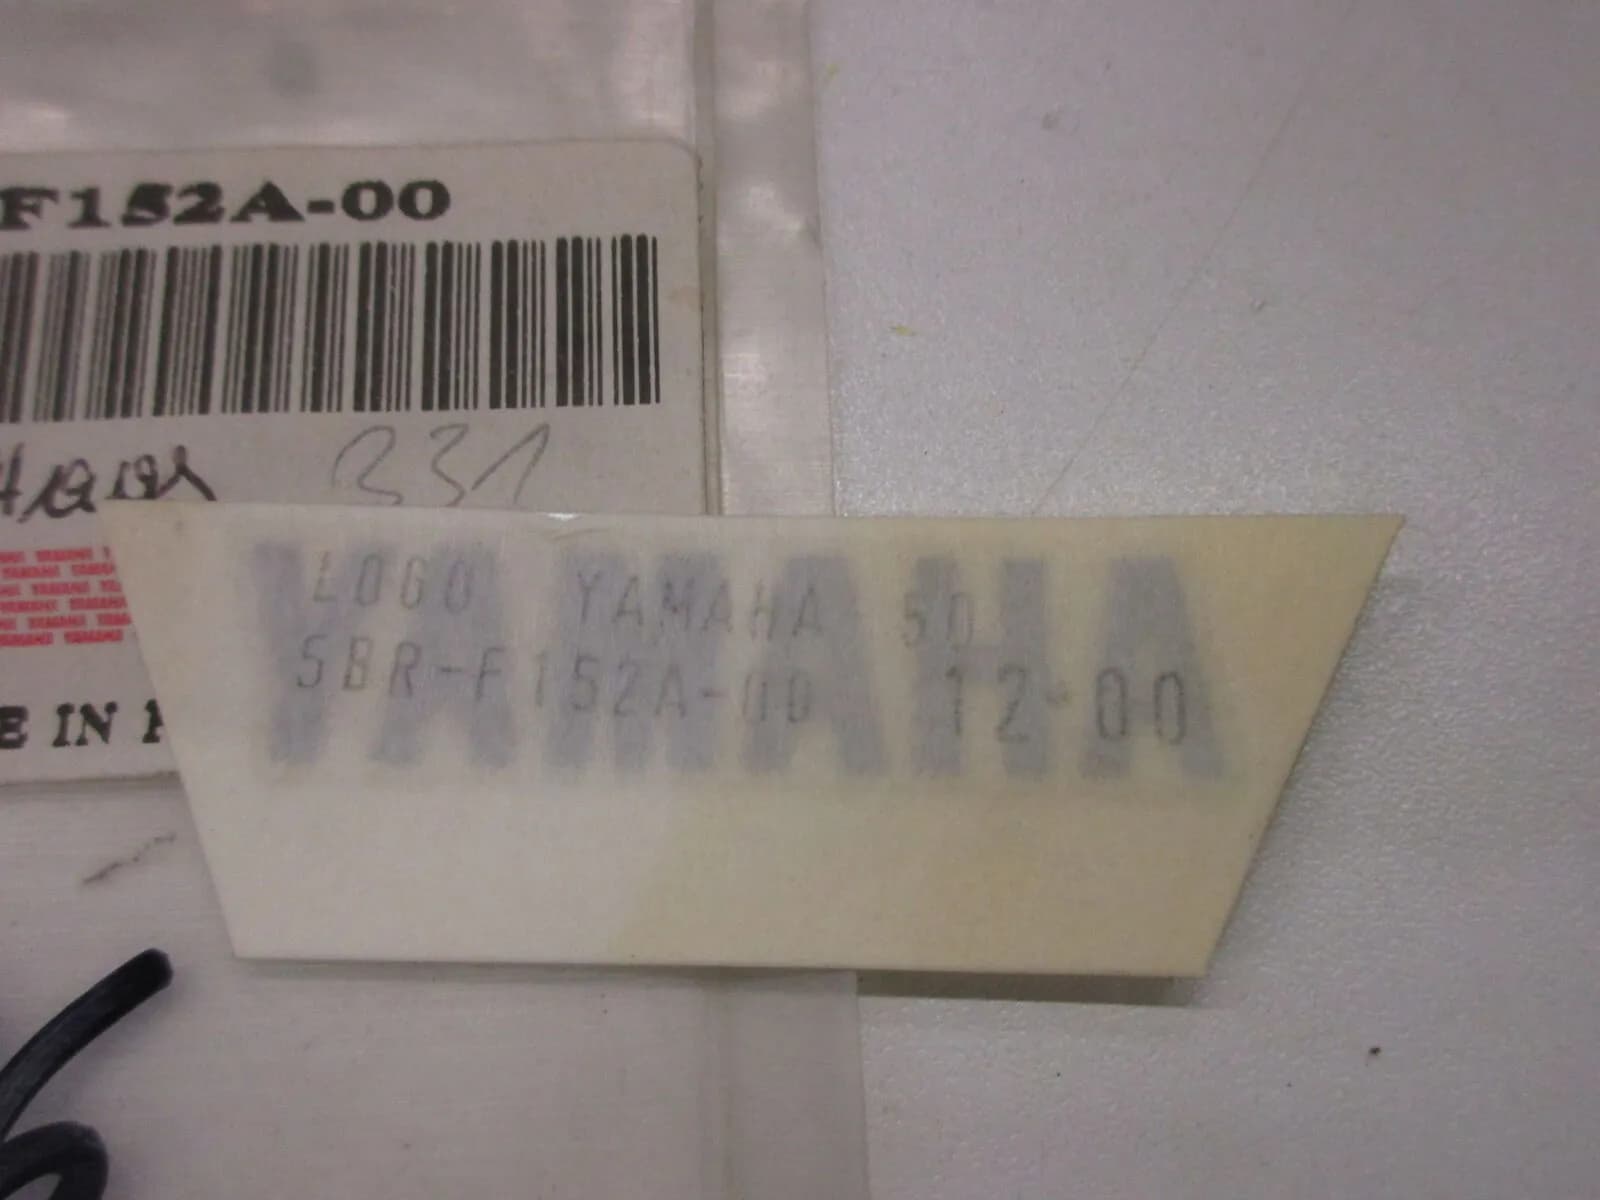 F152A-00
331
YAMAHA
LOGO YAMAHA 50
5BR-F152A-00 12-00
E IN